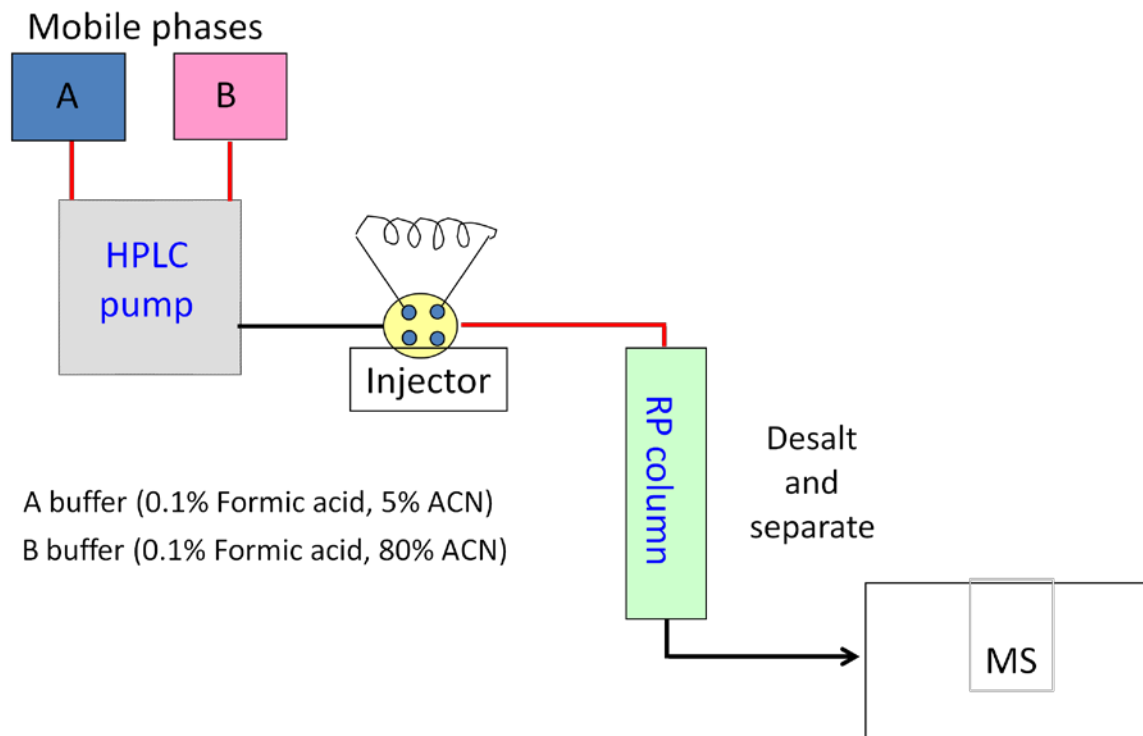 Mobile phases
A
B
HPLC
pump
Injector
RP column
Desalt
and
separate
A buffer (0.1% Formic acid, 5% ACN)
B buffer (0.1% Formic acid, 80% ACN)
MS